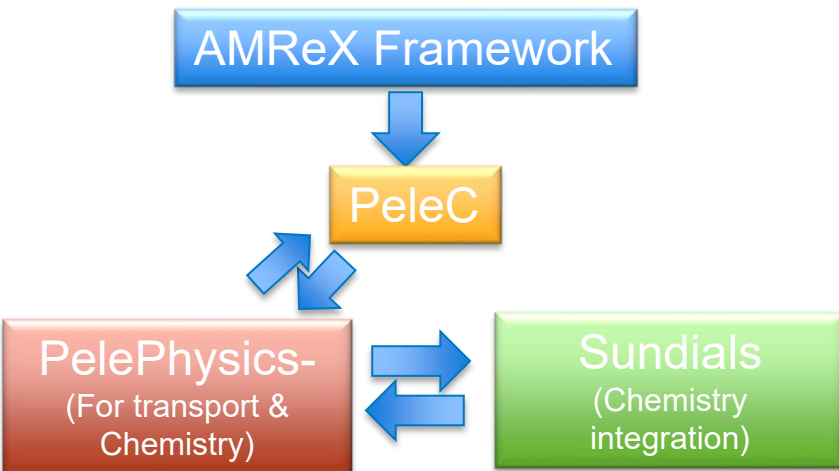 AMReX Framework
PeleC
PelePhysics-
(For transport &
Chemistry)
Sundials
(Chemistry
integration)